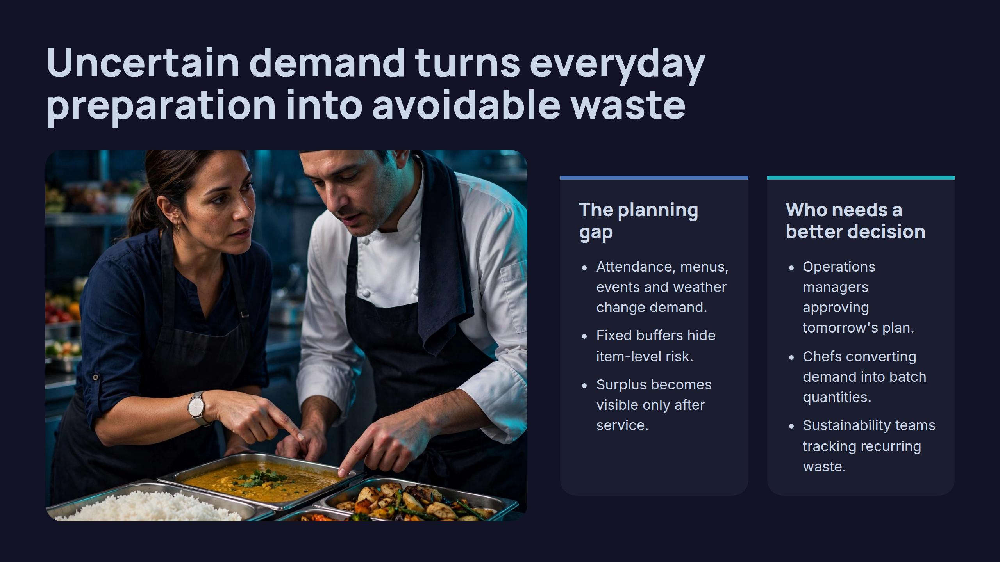 Uncertain demand turns everyday
preparation into avoidable waste
The planning
gap
• Attendance, menus,
events and weather
change demand.
• Fixed buffers hide
item-level risk.
• Surplus becomes
visible only after
service.
Who needs a
better decision
• Operations
managers
approving
tomorrow's plan.
• Chefs converting
demand into batch
quantities.
• Sustainability teams
tracking recurring
waste.